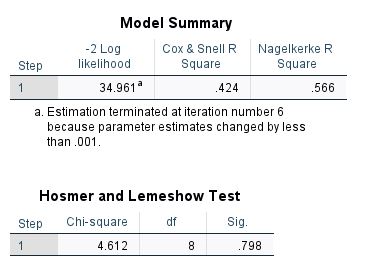 Model Summary
Step -2 Log likelihood Cox & Snell R Square Nagelkerke R Square
1 34.961a .424 .566
a. Estimation terminated at iteration number 6
because parameter estimates changed by less
than .001.
Hosmer and Lemeshow Test
Step Chi-square df Sig.
1 4.612 8 .798